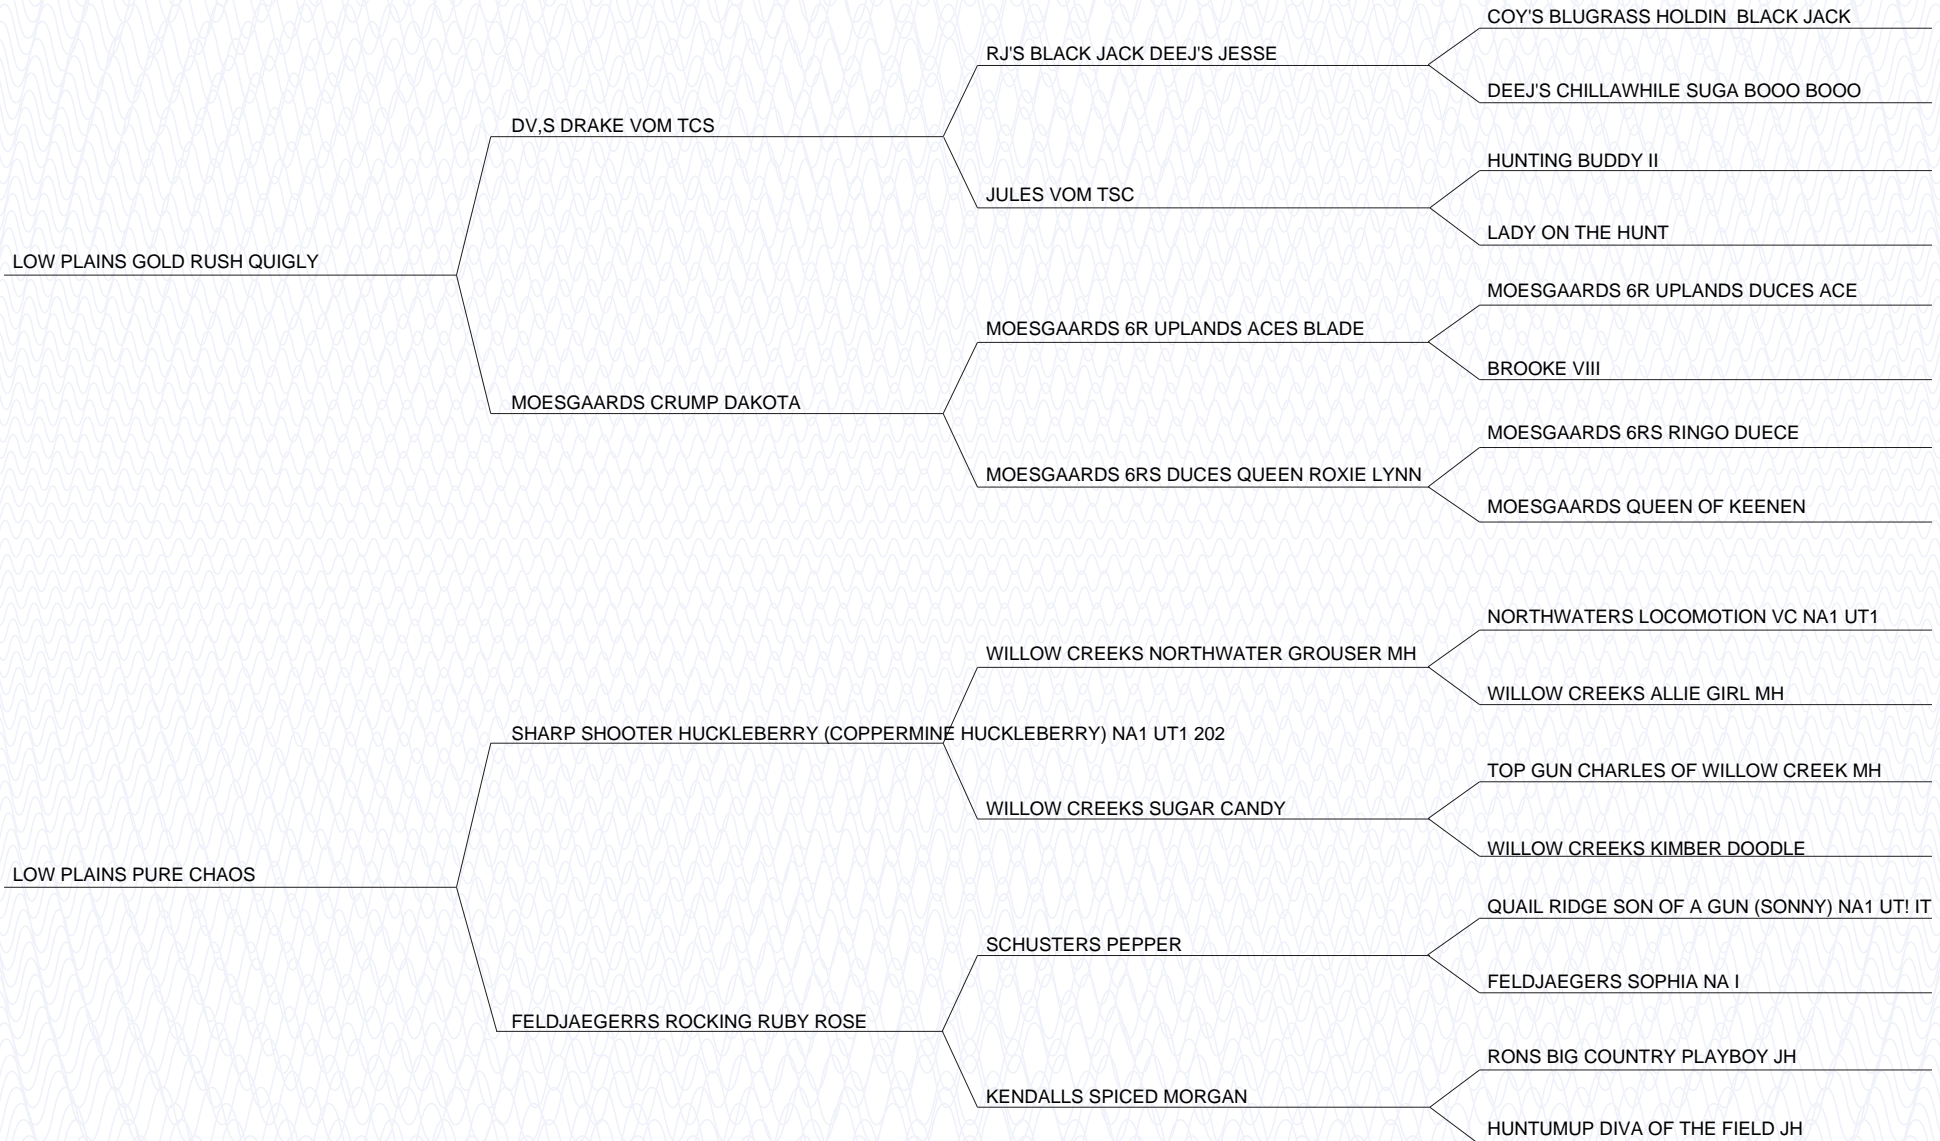 COY'S BLUGRASS HOLDIN  BLACK JACK
RJ'S BLACK JACK DEEJ'S JESSE
DEEJ'S CHILLAWHILE SUGA BOOO BOOO
DV,S DRAKE VOM TCS
HUNTING BUDDY II
JULES VOM TSC
LADY ON THE HUNT
LOW PLAINS GOLD RUSH QUIGLY
MOESGAARDS 6R UPLANDS DUCES ACE
MOESGAARDS 6R UPLANDS ACES BLADE
BROOKE VIII
MOESGAARDS CRUMP DAKOTA
MOESGAARDS 6RS RINGO DUECE
MOESGAARDS 6RS DUCES QUEEN ROXIE LYNN
MOESGAARDS QUEEN OF KEENEN
NORTHWATERS LOCOMOTION VC NA1 UT1
WILLOW CREEKS NORTHWATER GROUSER MH
WILLOW CREEKS ALLIE GIRL MH
SHARP SHOOTER HUCKLEBERRY (COPPERMINE HUCKLEBERRY) NA1 UT1 202
TOP GUN CHARLES OF WILLOW CREEK MH
WILLOW CREEKS SUGAR CANDY
WILLOW CREEKS KIMBER DOODLE
LOW PLAINS PURE CHAOS
QUAIL RIDGE SON OF A GUN (SONNY) NA1 UT! IT
SCHUSTERS PEPPER
FELDJAEGERS SOPHIA NA I
FELDJAEGERRS ROCKING RUBY ROSE
RONS BIG COUNTRY PLAYBOY JH
KENDALLS SPICED MORGAN
HUNTUMUP DIVA OF THE FIELD JH